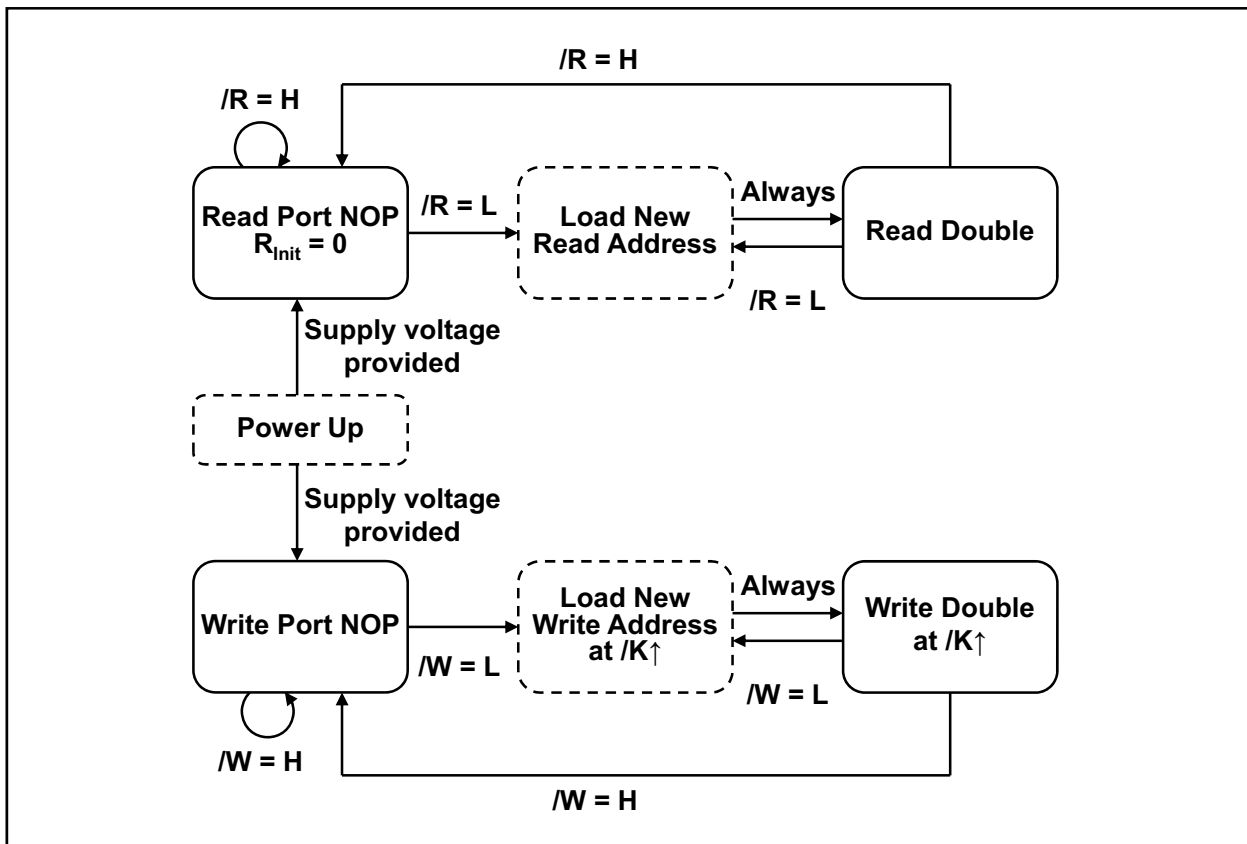 /R = H
/R = H
Read Port NOP
RInit = 0
/R = L
Load New
Read Address
Always
Read Double
/R = L
Supply voltage
provided
Power Up
Supply voltage
provided
Write Port NOP
/W = L
Load New
Write Address
at /K↑
Always
Write Double
at /K↑
/W = L
/W = H
/W = H